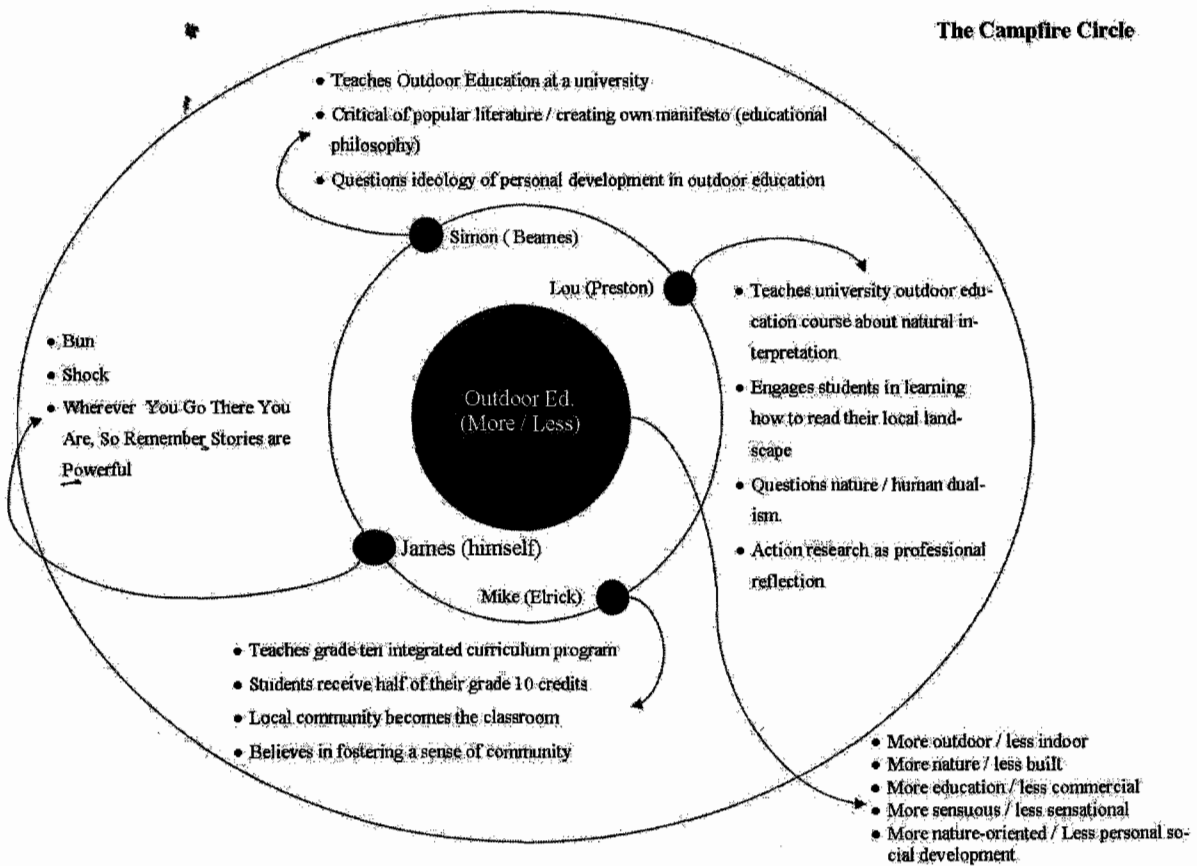 The Campfire Circle
• Teaches Outdoor Education at a university
• Critical of popular literature / creating own manifesto (educational
philosophy)
• Questions ideology of personal development in outdoor education
Simon ( Beames)
Lou (Preston)
• Teaches university outdoor edu-
cation course about natural in-
terpretation
• Engages students in learning
how to read their local land-
scape
• Questions nature / human dual-
ism.
• Action research as professional
reflection
• Bun
• Shock
• Wherever You Go There You
Are, So Remember Stories are
Powerful
Outdoor Ed.
(More / Less)
James (himself)
Mike (Elrick)
• Teaches grade ten integrated curriculum program
• Students receive half of their grade 10 credits
• Local community becomes the classroom
• Believes in fostering a sense of community
• More outdoor / less indoor
• More nature / less built
• More education / less commercial
• More sensuous / less sensational
• More nature-oriented / Less personal so-
cial development